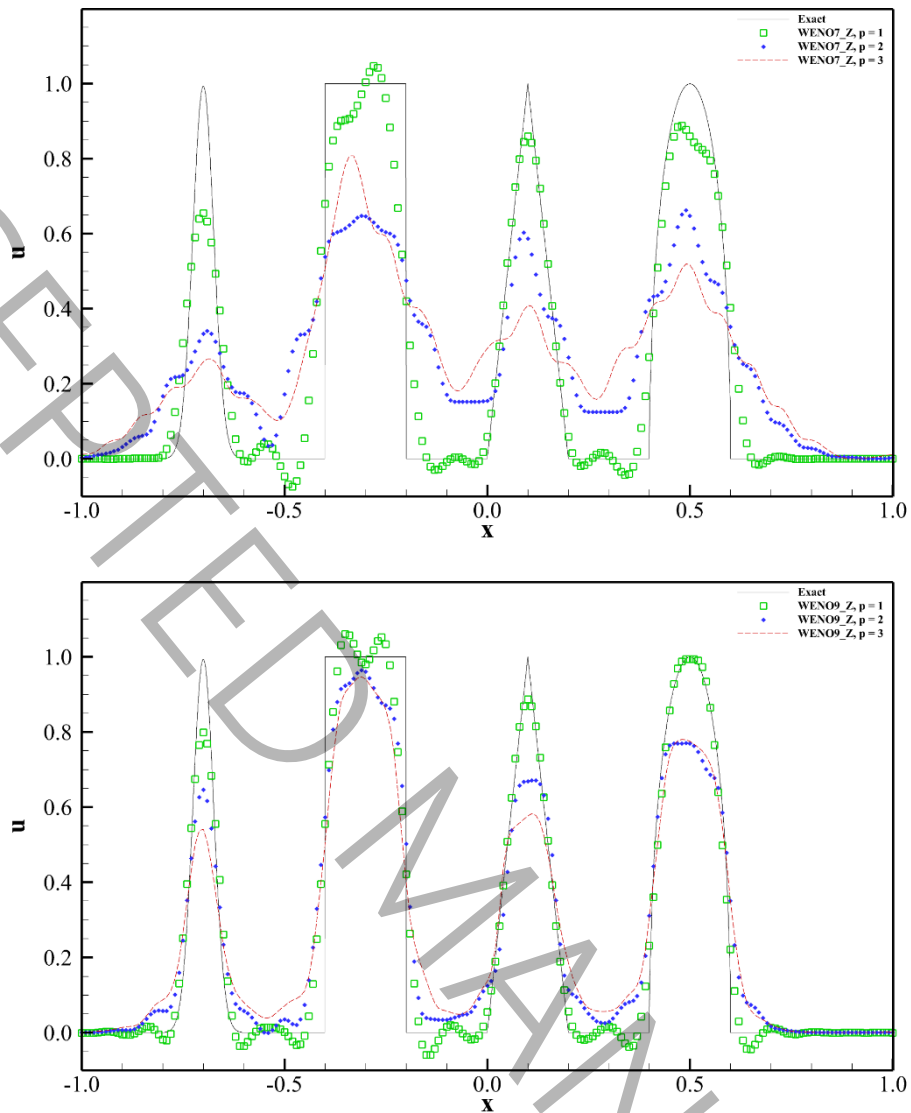 Exact
WENO7_Z, p = 1
WENO7_Z, p = 2
WENO7_Z, p = 3
1.0
0.8
0.6
u
0.4
0.2
0.0
-1.0 -0.5 0.0 0.5 1.0
x
Exact
WENO9_Z, p = 1
WENO9_Z, p = 2
WENO9_Z, p = 3
1.0
0.8
0.6
u
0.4
0.2
0.0
-1.0 -0.5 0.0 0.5 1.0
x
CEPTED MAN